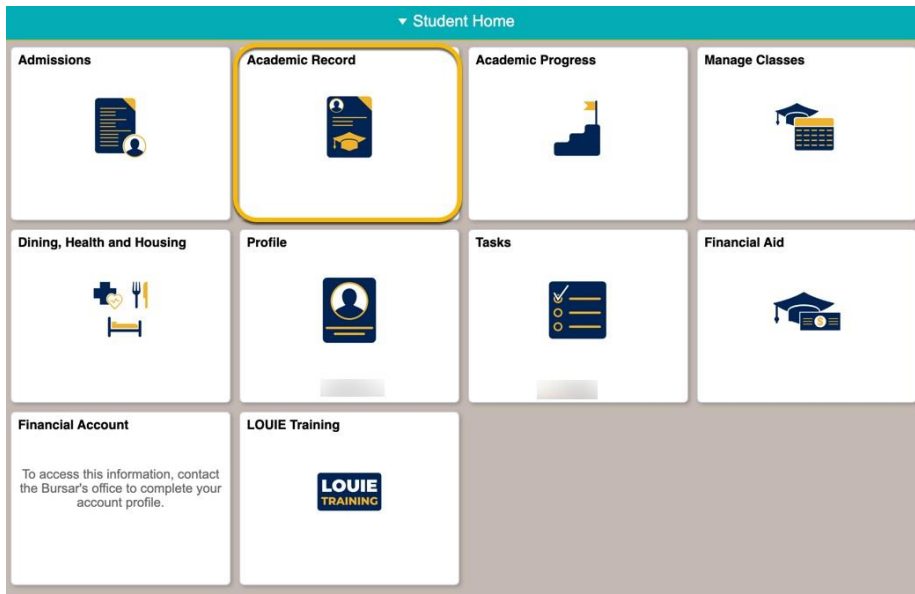 Student Home
Admissions
Academic Record
Academic Progress
Manage Classes
Dining, Health and Housing
Profile
Tasks
Financial Aid
$
Financial Account
To access this information, contact
the Bursar's office to complete your
account profile.
LOUIE Training
LOUIE
TRAINING